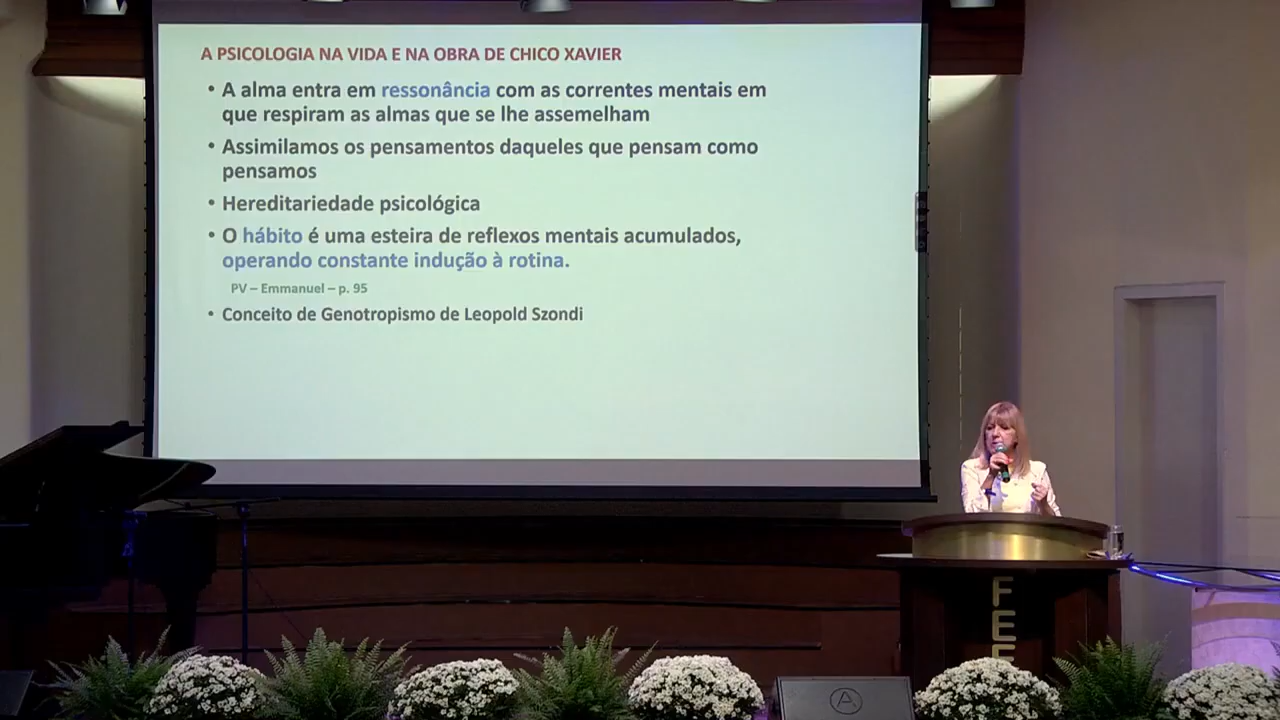 A PSICOLOGIA NA VIDA E NA OBRA DE CHICO XAVIER
• A alma entra em ressonância com as correntes mentais em
que respiram as almas que se lhe assemelham
• Assimilamos os pensamentos daqueles que pensam como
pensamos
• Hereditariedade psicológica
• O hábito é uma esteira de reflexos mentais acumulados,
operando constante indução à rotina.
PV – Emmanuel – p. 95
• Conceito de Genotropismo de Leopold Szondi
FEE
A